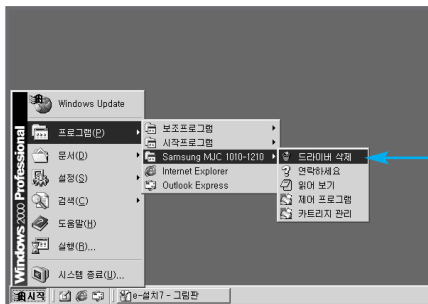 Windows 2000 Professional
Windows Update
프로그램(P)
문서(D)
설정(S)
검색(C)
도움말(H)
실행(R)...
시스템 종료(U)...
보조프로그램
시작프로그램
Samsung MJC 1010-1210
Internet Explorer
Outlook Express
드라이버 삭제
연락하세요
읽어 보기
제어 프로그램
카트리지 관리
시작
e-설치7 - 그림판